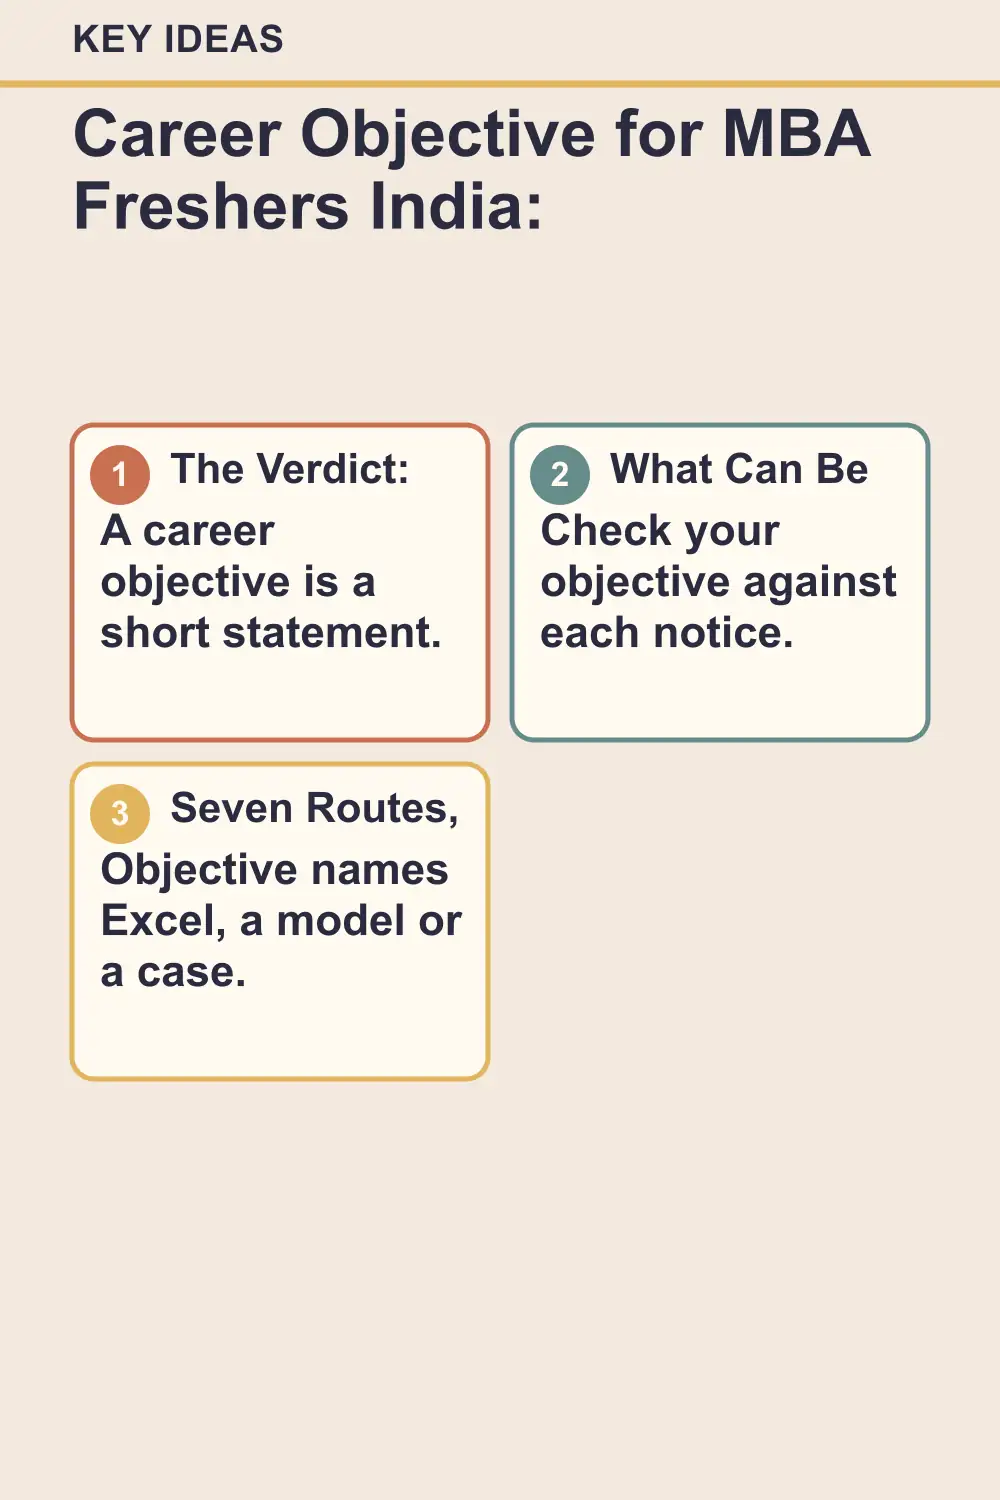 KEY IDEAS
Career Objective for MBA
Freshers India:
1 The Verdict:
A career
objective is a
short statement.
2 What Can Be
Check your
objective against
each notice.
3 Seven Routes,
Objective names
Excel, a model or
a case.